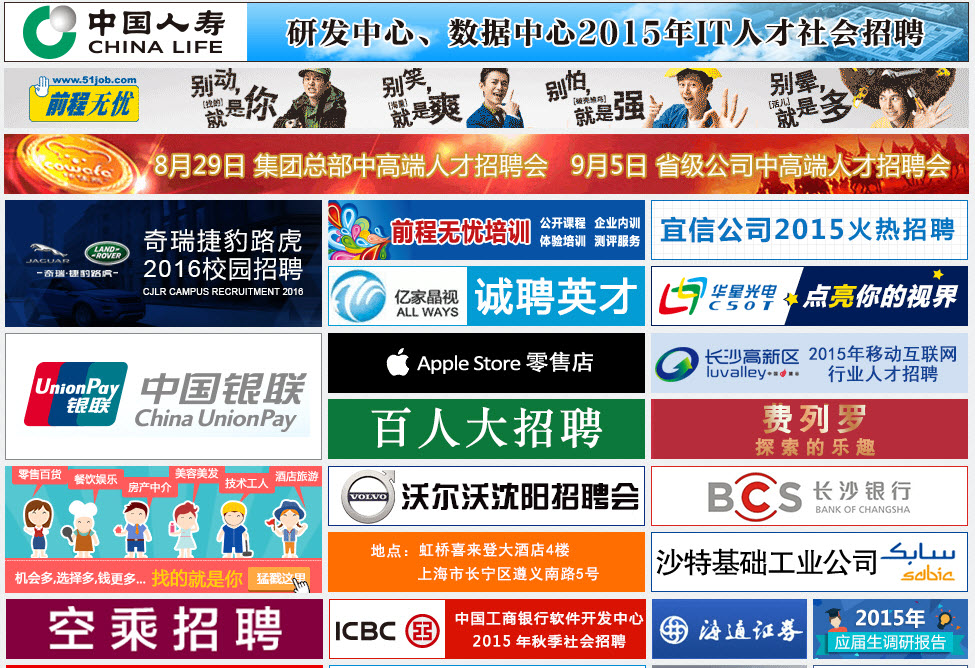 中国人寿
CHINA LIFE
研发中心、数据中心2015年IT人才社会招聘
www.51job.com
前程无忧
别动,
[找的]
就是你
别笑,
就是爽
别怕,
就是强
别晕,
[活儿]
就是多
8月29日 集团总部中高端人才招聘会 9月5日 省级公司中高端人才招聘会
JAGUAR
LAND-ROVER
奇瑞·捷豹路虎
奇瑞捷豹路虎
2016校园招聘
CJLR CAMPUS RECRUITMENT 2016
前程无忧培训
公开课程 企业内训
体验培训 测评服务
宜信公司2015火热招聘
亿家晶视
ALL WAYS
诚聘英才
华星光电
CSOT
点亮你的视界
UnionPay
银联
中国银联
China UnionPay
Apple Store 零售店
长沙高新区
luvalley
2015年移动互联网
行业人才招聘
百人大招聘
费列罗
探索的乐趣
零售百货
餐饮娱乐
房产中介
美容美发
技术工人
酒店旅游
机会多,选择多,钱更多... 找的就是你
猛戳这里
VOLVO
沃尔沃沈阳招聘会
BCS
长沙银行
BANK OF CHANGSHA
地点:虹桥喜来登大酒店4楼
上海市长宁区遵义南路5号
沙特基础工业公司
سابك
sabic
空乘招聘
ICBC
中国工商银行软件开发中心
2015 年秋季社会招聘
海通证券
2015年
应届生调研报告